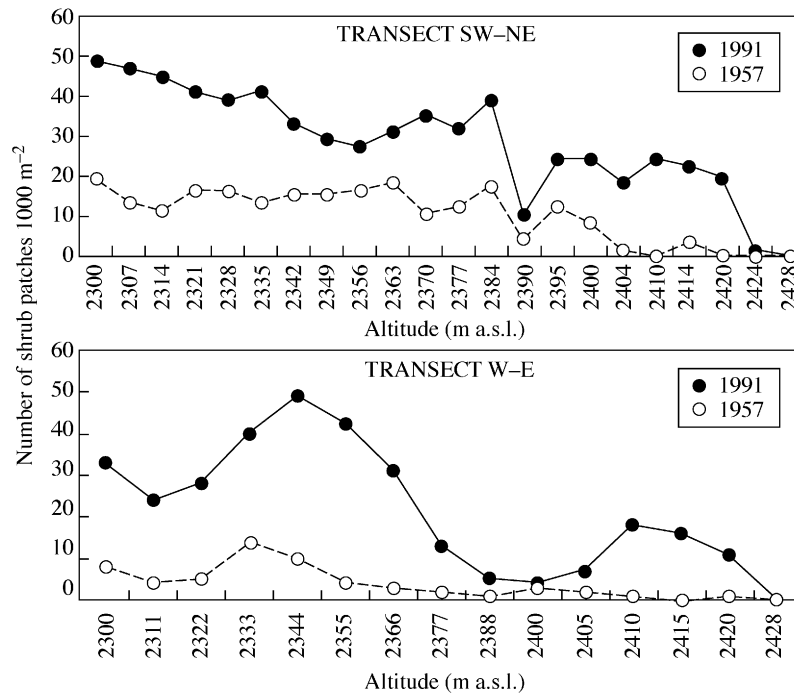 Number of shrub patches 1000 m⁻²
TRANSECT SW–NE
1991
1957
60
50
40
30
20
10
0
2300 2307 2314 2321 2328 2335 2342 2349 2356 2363 2370 2377 2384 2390 2395 2400 2404 2410 2414 2420 2424 2428
Altitude (m a.s.l.)
TRANSECT W–E
1991
1957
60
50
40
30
20
10
0
2300 2311 2322 2333 2344 2355 2366 2377 2388 2400 2405 2410 2415 2420 2428
Altitude (m a.s.l.)